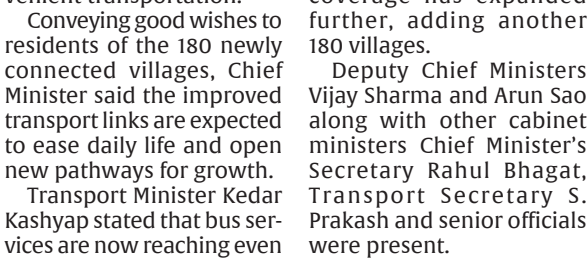 venient transportation.
Conveying good wishes to
residents of the 180 newly
connected villages, Chief
Minister said the improved
transport links are expected
to ease daily life and open
new pathways for growth.
Transport Minister Kedar
Kashyap stated that bus ser-
vices are now reaching even
coverage has expanded
further, adding another
180 villages.
Deputy Chief Ministers
Vijay Sharma and Arun Sao
along with other cabinet
ministers Chief Minister's
Secretary Rahul Bhagat,
Transport Secretary S.
Prakash and senior officials
were present.